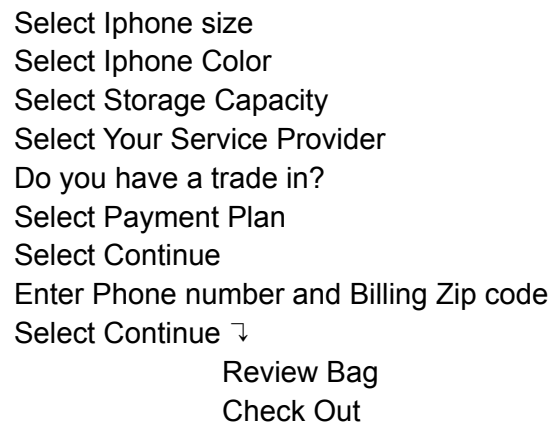 Select Iphone size
Select Iphone Color
Select Storage Capacity
Select Your Service Provider
Do you have a trade in?
Select Payment Plan
Select Continue
Enter Phone number and Billing Zip code
Select Continue ↴
Review Bag
Check Out